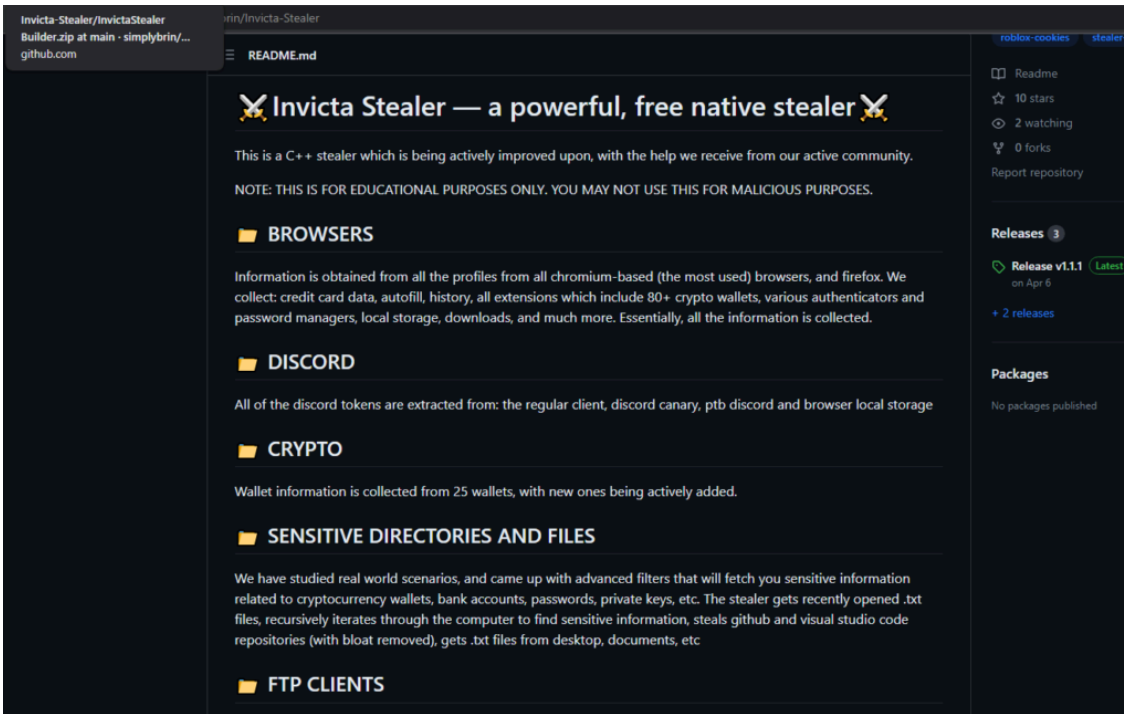 Invicta-Stealer/InvictaStealer
Builder.zip at main · simplybrin/...
github.com
rin/Invicta-Stealer
README.md
⚔️Invicta Stealer — a powerful, free native stealer⚔️
This is a C++ stealer which is being actively improved upon, with the help we receive from our active community.
NOTE: THIS IS FOR EDUCATIONAL PURPOSES ONLY. YOU MAY NOT USE THIS FOR MALICIOUS PURPOSES.
📁 BROWSERS
Information is obtained from all the profiles from all chromium-based (the most used) browsers, and firefox. We
collect: credit card data, autofill, history, all extensions which include 80+ crypto wallets, various authenticators and
password managers, local storage, downloads, and much more. Essentially, all the information is collected.
📁 DISCORD
All of the discord tokens are extracted from: the regular client, discord canary, ptb discord and browser local storage
📁 CRYPTO
Wallet information is collected from 25 wallets, with new ones being actively added.
📁 SENSITIVE DIRECTORIES AND FILES
We have studied real world scenarios, and came up with advanced filters that will fetch you sensitive information
related to cryptocurrency wallets, bank accounts, passwords, private keys, etc. The stealer gets recently opened .txt
files, recursively iterates through the computer to find sensitive information, steals github and visual studio code
repositories (with bloat removed), gets .txt files from desktop, documents, etc
📁 FTP CLIENTS
roblox-cookies stealer
Readme
10 stars
2 watching
0 forks
Report repository
Releases 3
Release v1.1.1 Latest
on Apr 6
+ 2 releases
Packages
No packages published